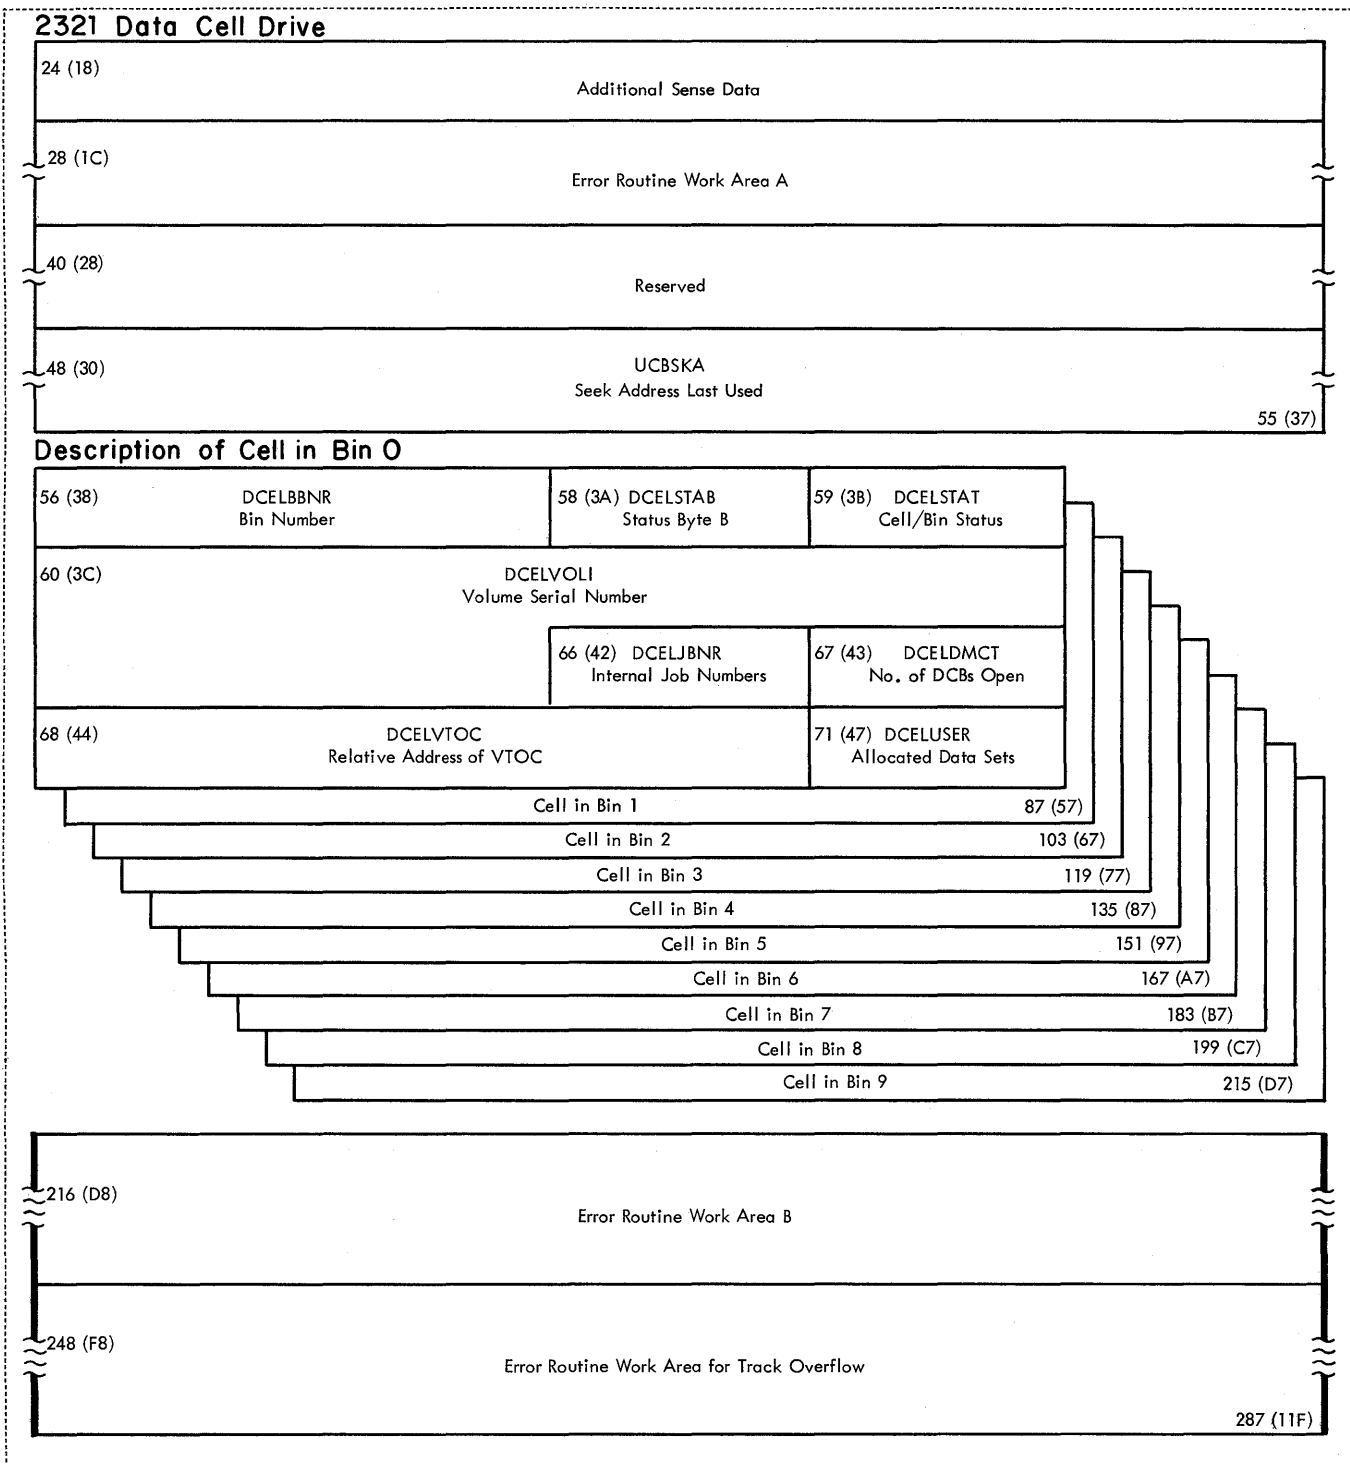 2321 Data Cell Drive
24 (18)
Additional Sense Data
28 (1C)
Error Routine Work Area A
40 (28)
Reserved
48 (30)
UCBSKA
Seek Address Last Used
55 (37)
Description of Cell in Bin 0
56 (38) DCELBBNR
Bin Number
58 (3A) DCELSTAB
Status Byte B
59 (3B) DCELSTAT
Cell/Bin Status
60 (3C) DCELVOLI
Volume Serial Number
66 (42) DCELJBNR
Internal Job Numbers
67 (43) DCELDMCT
No. of DCBs Open
68 (44) DCELVTOC
Relative Address of VTOC
71 (47) DCELUSER
Allocated Data Sets
Cell in Bin 1 87 (57)
Cell in Bin 2 103 (67)
Cell in Bin 3 119 (77)
Cell in Bin 4 135 (87)
Cell in Bin 5 151 (97)
Cell in Bin 6 167 (A7)
Cell in Bin 7 183 (B7)
Cell in Bin 8 199 (C7)
Cell in Bin 9 215 (D7)
216 (D8)
Error Routine Work Area B
248 (F8)
Error Routine Work Area for Track Overflow
287 (11F)